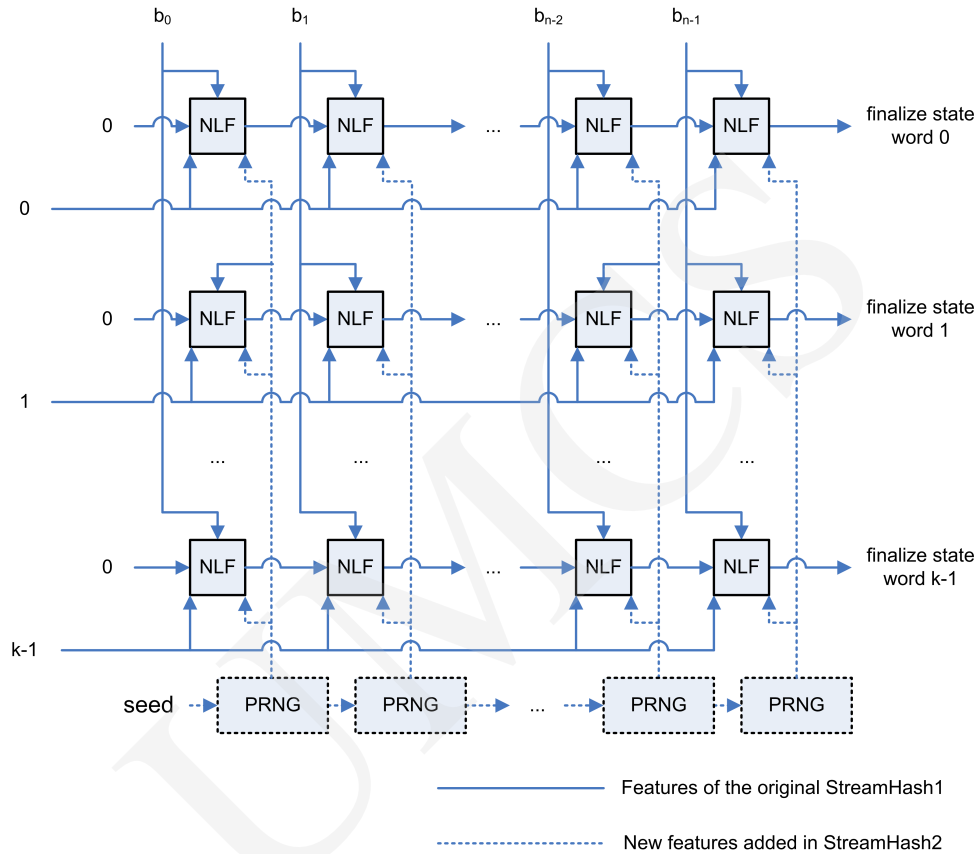 b0 b1 bn-2 bn-1
0 NLF NLF ... NLF NLF finalize state
word 0
0
0 NLF NLF ... NLF NLF finalize state
word 1
1
... ... ... ...
0 NLF NLF ... NLF NLF finalize state
word k-1
k-1
seed PRNG PRNG ... PRNG PRNG
Features of the original StreamHash1
New features added in StreamHash2
UMCS